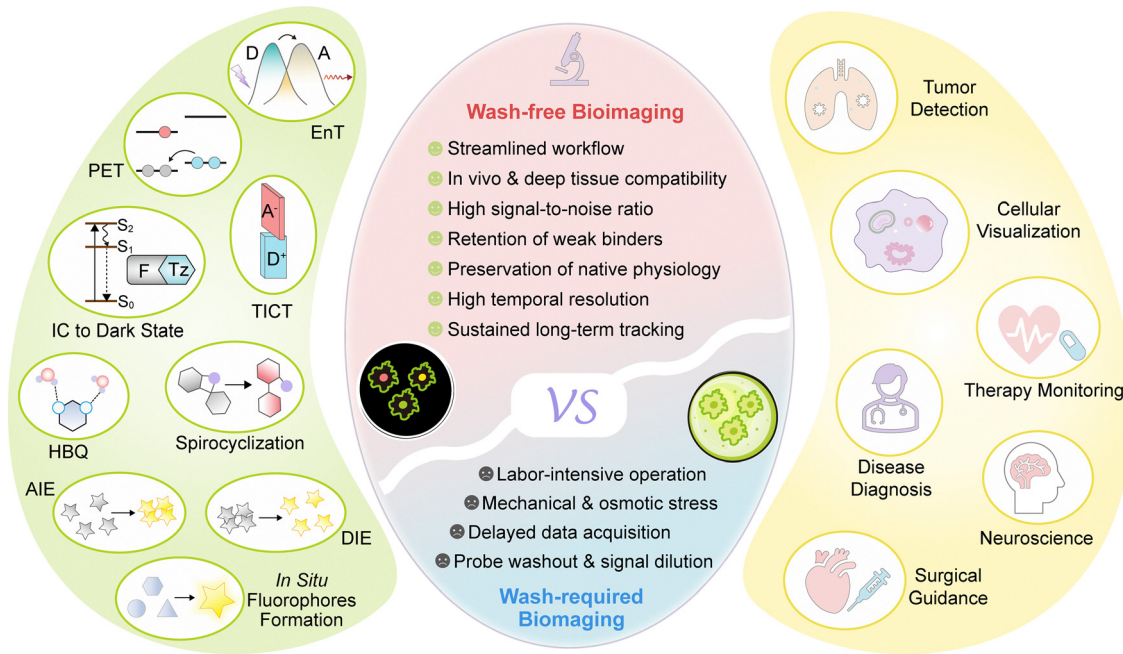 D A
EnT
PET
S₂
S₁
F Tz
S₀
IC to Dark State
A⁻
D⁺
TICT
HBQ
Spirocyclization
AIE
DIE
In Situ
Fluorophores
Formation
Wash-free Bioimaging
Streamlined workflow
In vivo & deep tissue compatibility
High signal-to-noise ratio
Retention of weak binders
Preservation of native physiology
High temporal resolution
Sustained long-term tracking
VS
Labor-intensive operation
Mechanical & osmotic stress
Delayed data acquisition
Probe washout & signal dilution
Wash-required
Biomaging
Tumor
Detection
Cellular
Visualization
Therapy Monitoring
Disease
Diagnosis
Neuroscience
Surgical
Guidance